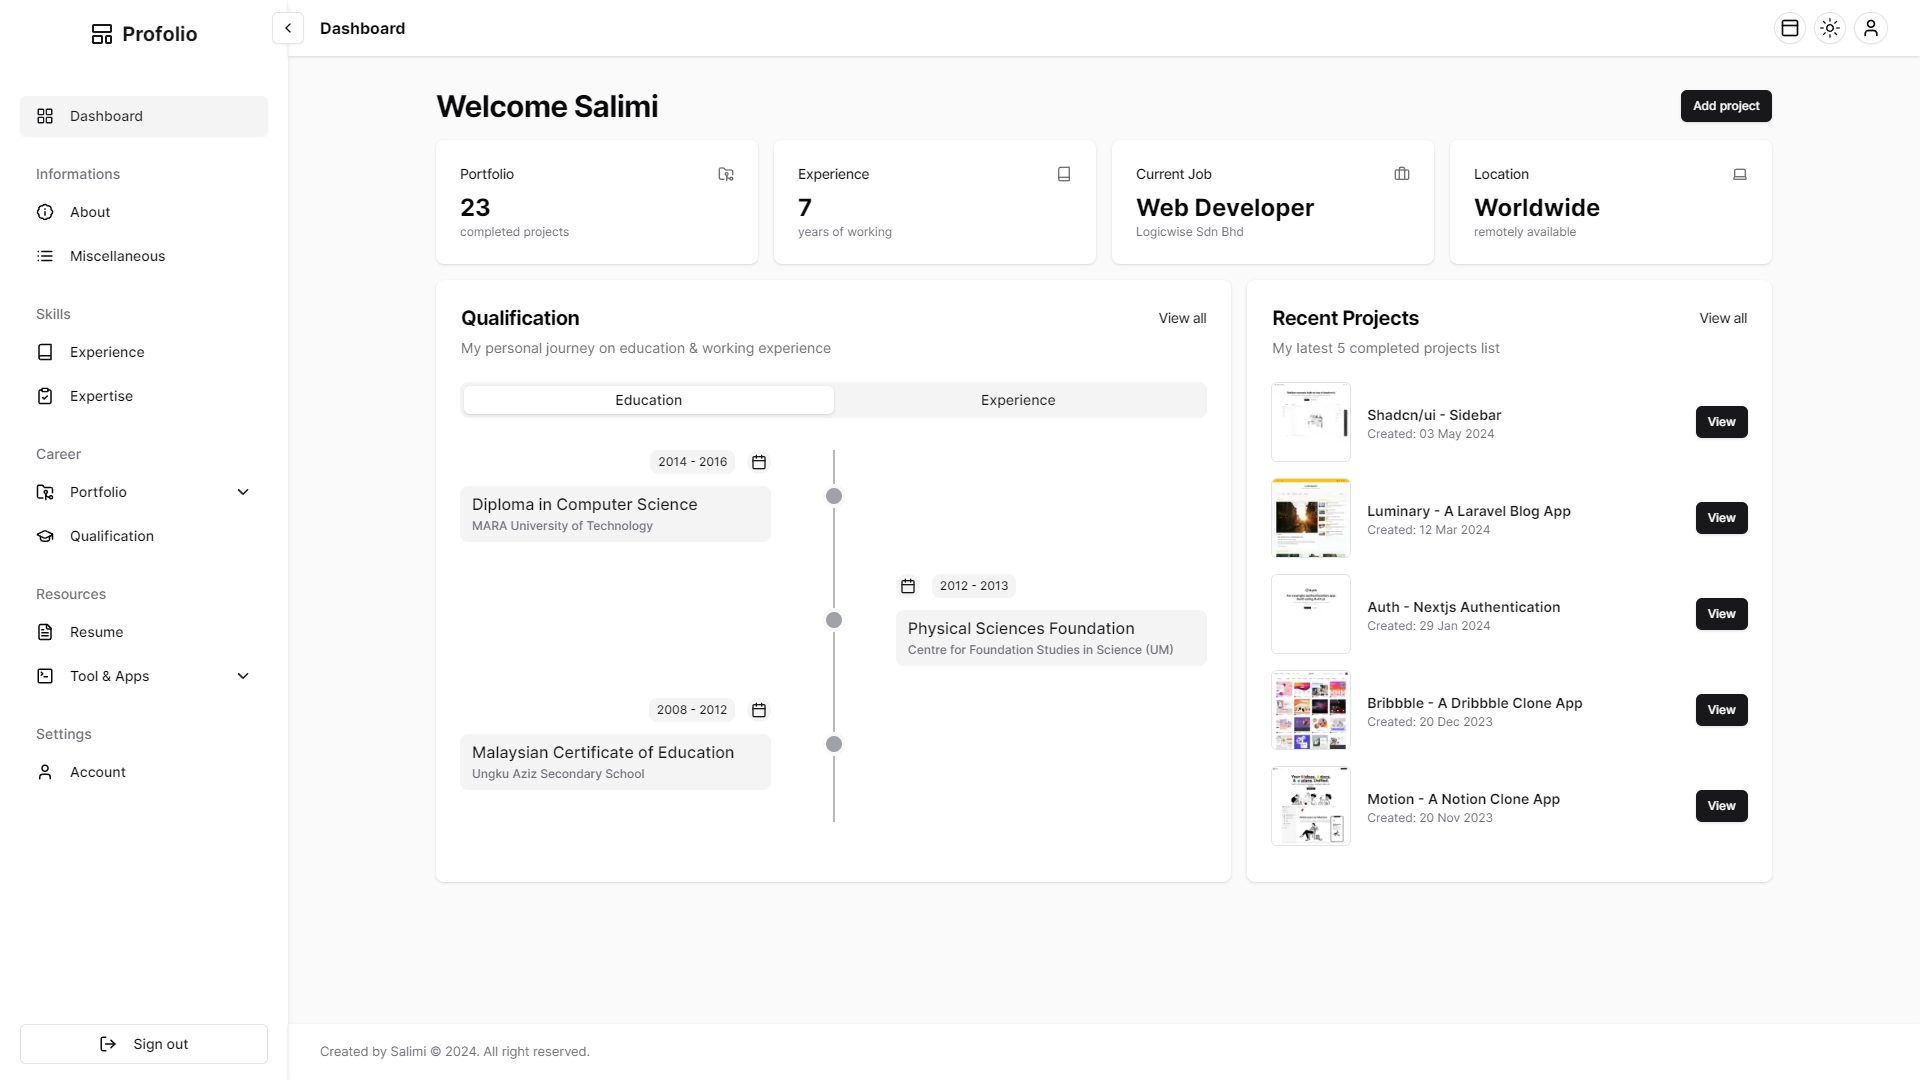 Profolio
Dashboard
Dashboard
Informations
About
Miscellaneous
Skills
Experience
Expertise
Career
Portfolio
Qualification
Resources
Resume
Tool & Apps
Settings
Account
Sign out
Welcome Salimi
Add project
Portfolio
23
completed projects
Experience
7
years of working
Current Job
Web Developer
Logicwise Sdn Bhd
Location
Worldwide
remotely available
Qualification
View all
My personal journey on education & working experience
Education
Experience
2014 - 2016
Diploma in Computer Science
MARA University of Technology
2012 - 2013
Physical Sciences Foundation
Centre for Foundation Studies in Science (UM)
2008 - 2012
Malaysian Certificate of Education
Ungku Aziz Secondary School
Recent Projects
View all
My latest 5 completed projects list
Shadcn/ui - Sidebar
Created: 03 May 2024
View
Luminary - A Laravel Blog App
Created: 12 Mar 2024
View
Auth - Nextjs Authentication
Created: 29 Jan 2024
View
Bribbble - A Dribbble Clone App
Created: 20 Dec 2023
View
Motion - A Notion Clone App
Created: 20 Nov 2023
View
Created by Salimi © 2024. All right reserved.